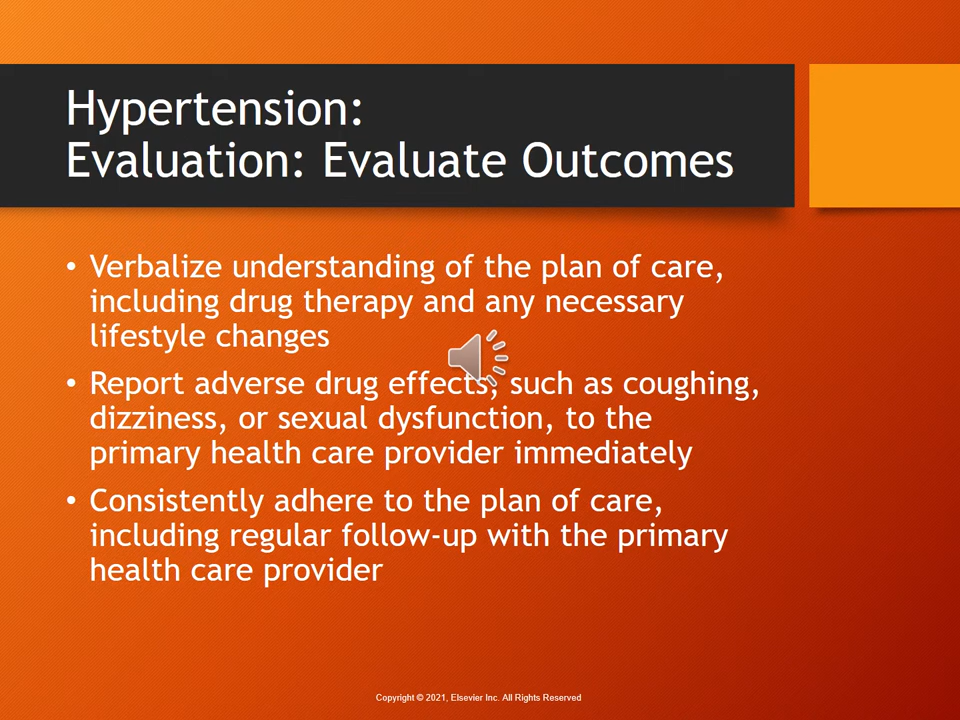 Hypertension:
Evaluation: Evaluate Outcomes
• Verbalize understanding of the plan of care,
including drug therapy and any necessary
lifestyle changes
• Report adverse drug effects, such as coughing,
dizziness, or sexual dysfunction, to the
primary health care provider immediately
• Consistently adhere to the plan of care,
including regular follow-up with the primary
health care provider
Copyright © 2021, Elsevier Inc. All Rights Reserved